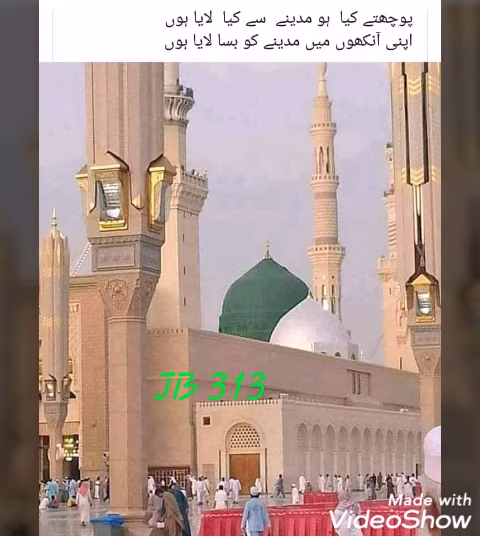 پوچھتے کیا ہو مدینے سے کیا لایا ہوں
اپنی آنکھوں میں مدینے کو بسا لایا ہوں
JB 313
Made with
VideoShow